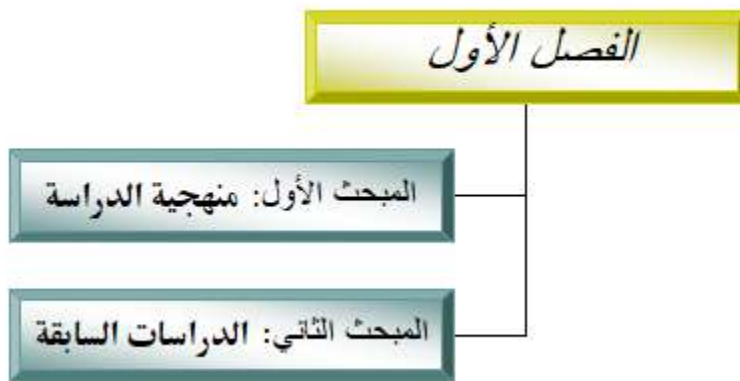 الفصل الأول
المبحث الأول: منهجية الدراسة
المبحث الثاني: الدراسات السابقة